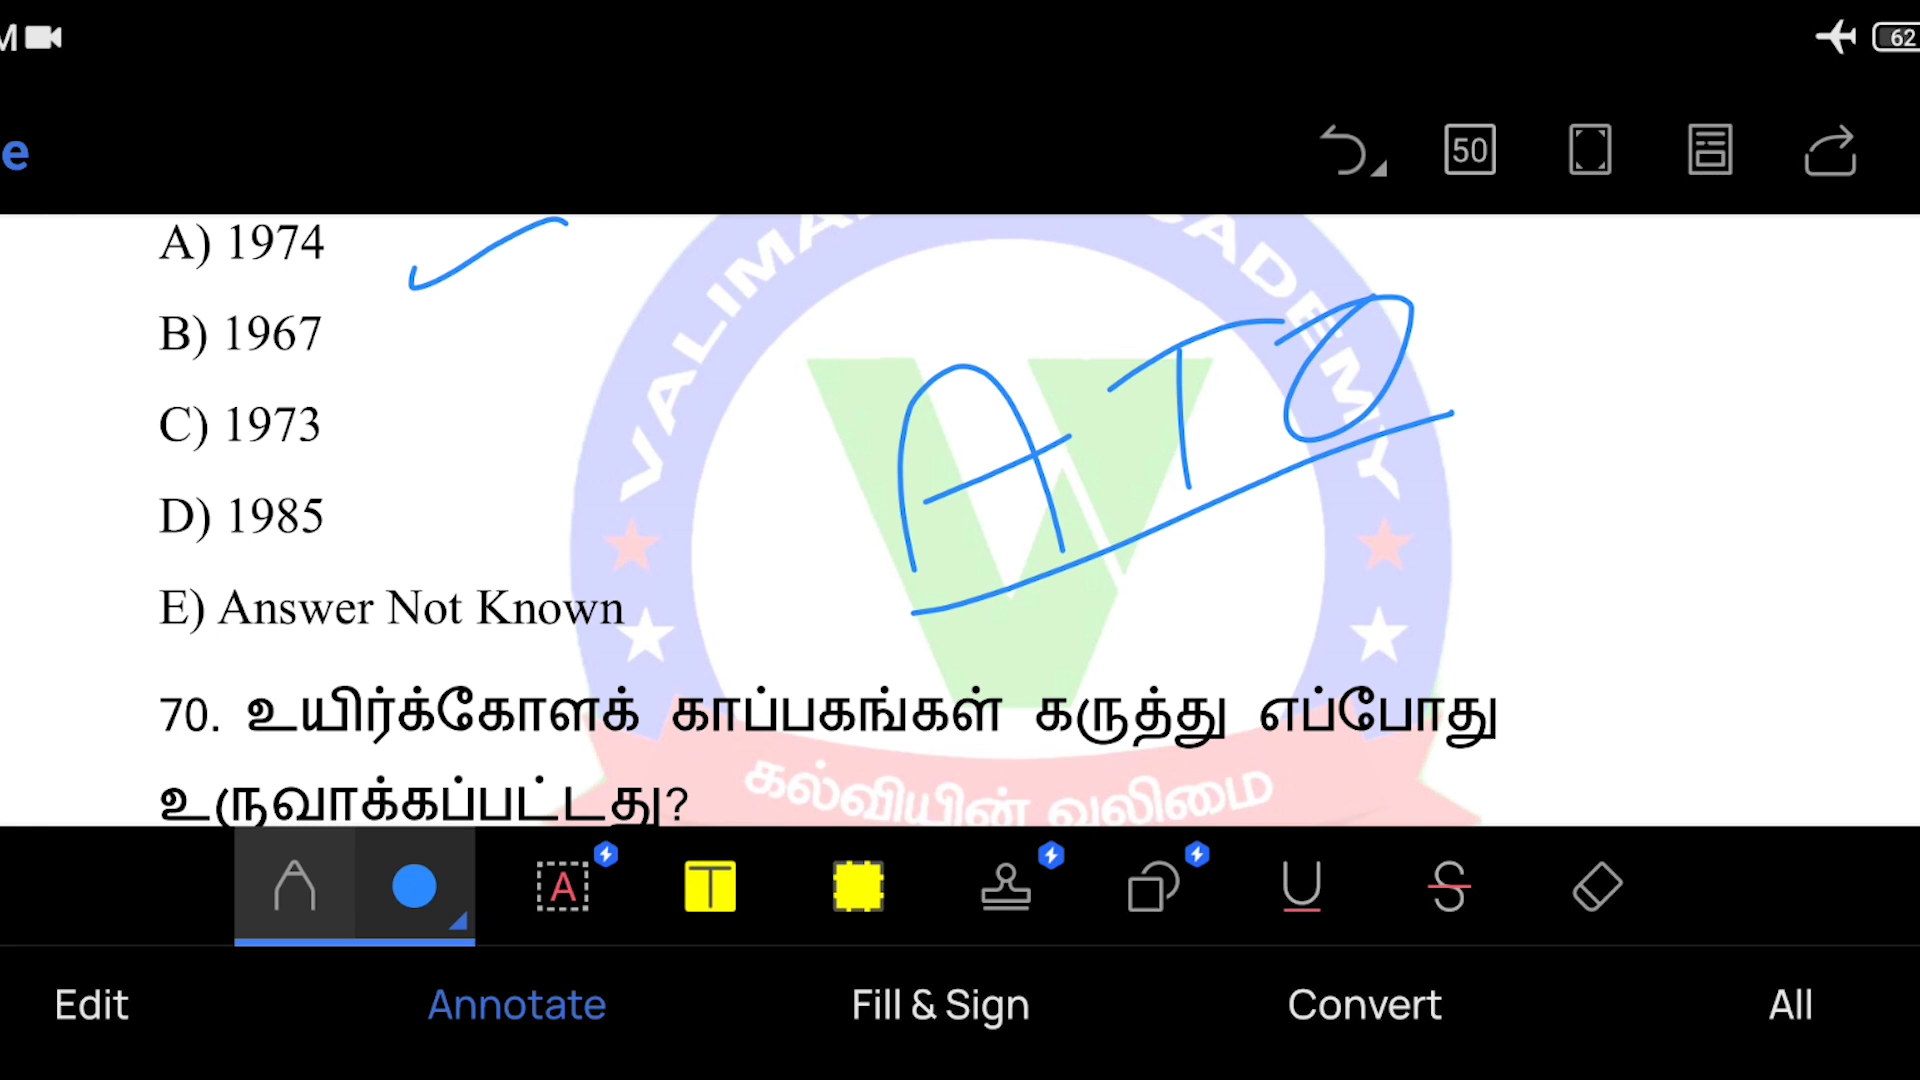 M
62
e
50
VALIMAI ACADEMY
A) 1974
B) 1967
C) 1973
D) 1985
E) Answer Not Known
ATO
70. உயிர்க்கோளக் காப்பகங்கள் கருத்து எப்போது
உருவாக்கப்பட்டது?
கல்வியின் வலிமை
Edit
Annotate
Fill & Sign
Convert
All